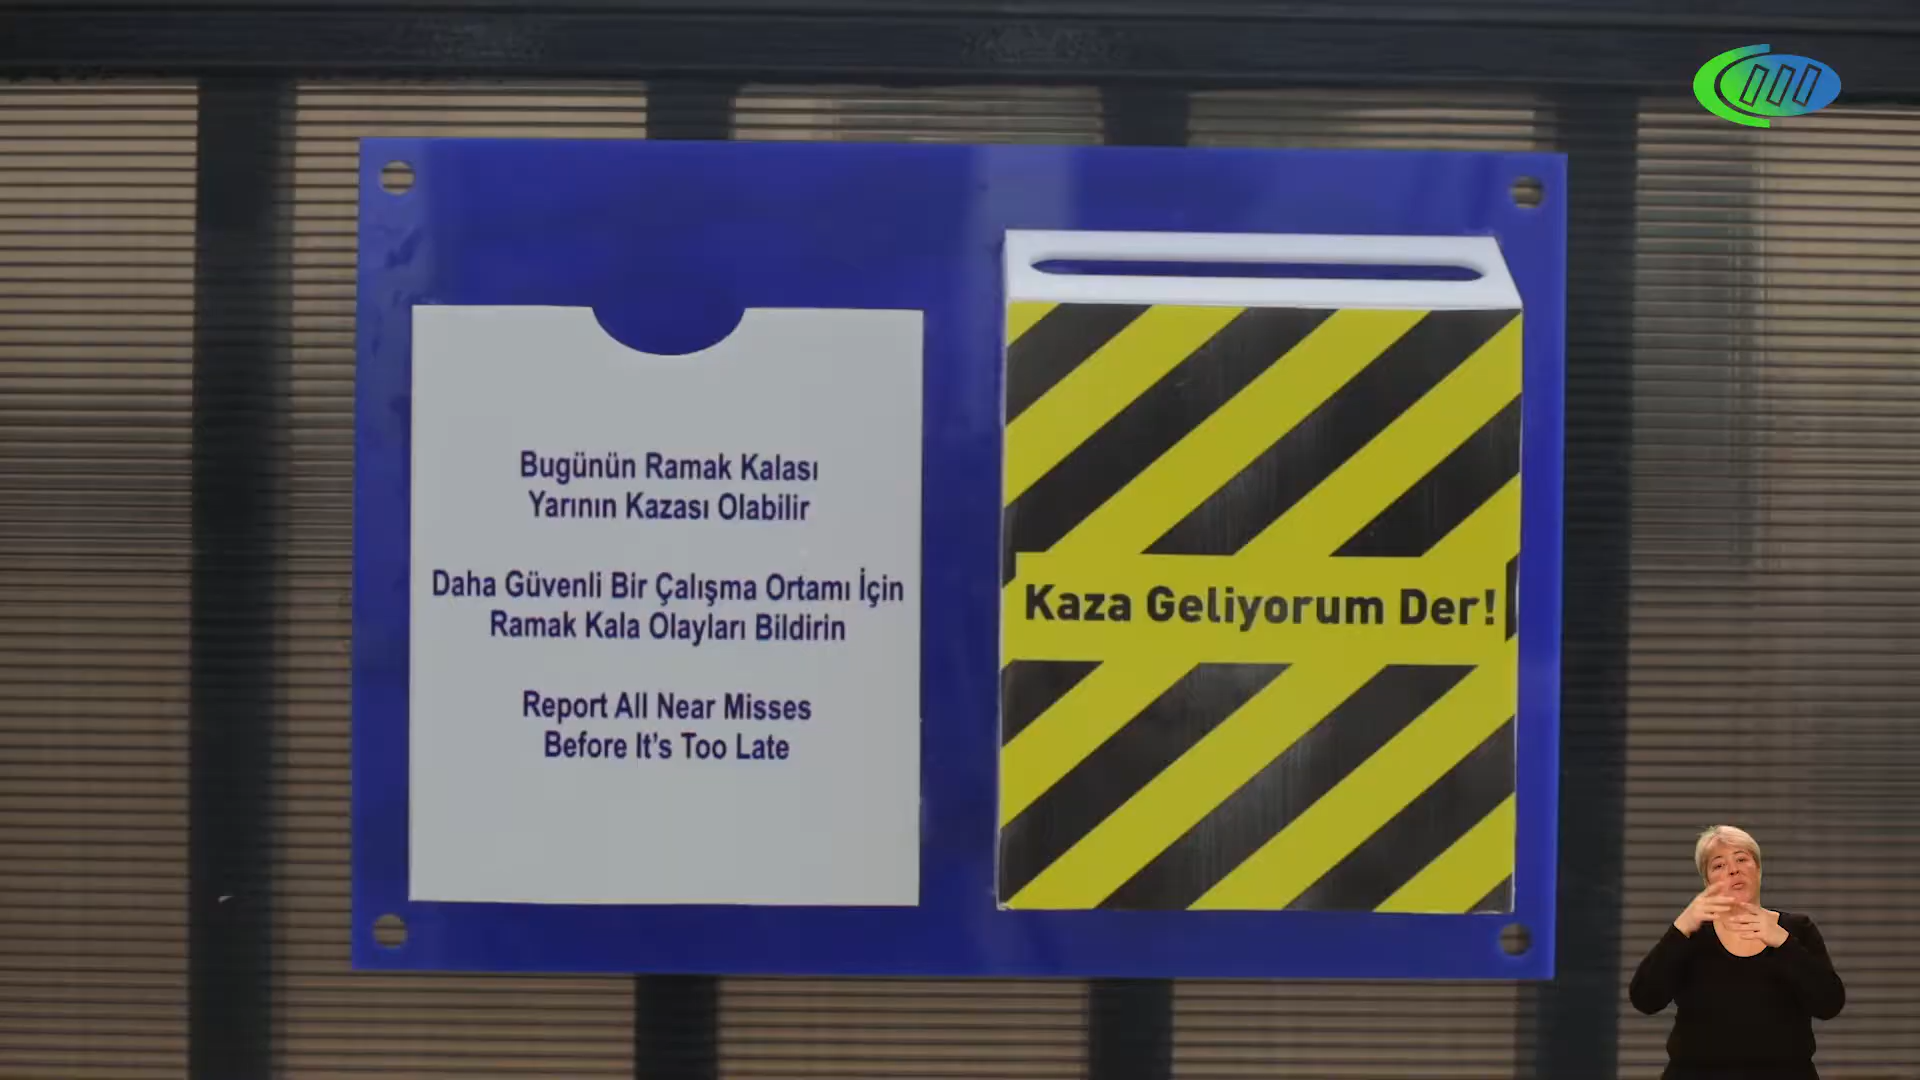 Bugünün Ramak Kalası
Yarının Kazası Olabilir
Daha Güvenli Bir Çalışma Ortamı İçin
Ramak Kala Olayları Bildirin
Report All Near Misses
Before It's Too Late
Kaza Geliyorum Der!